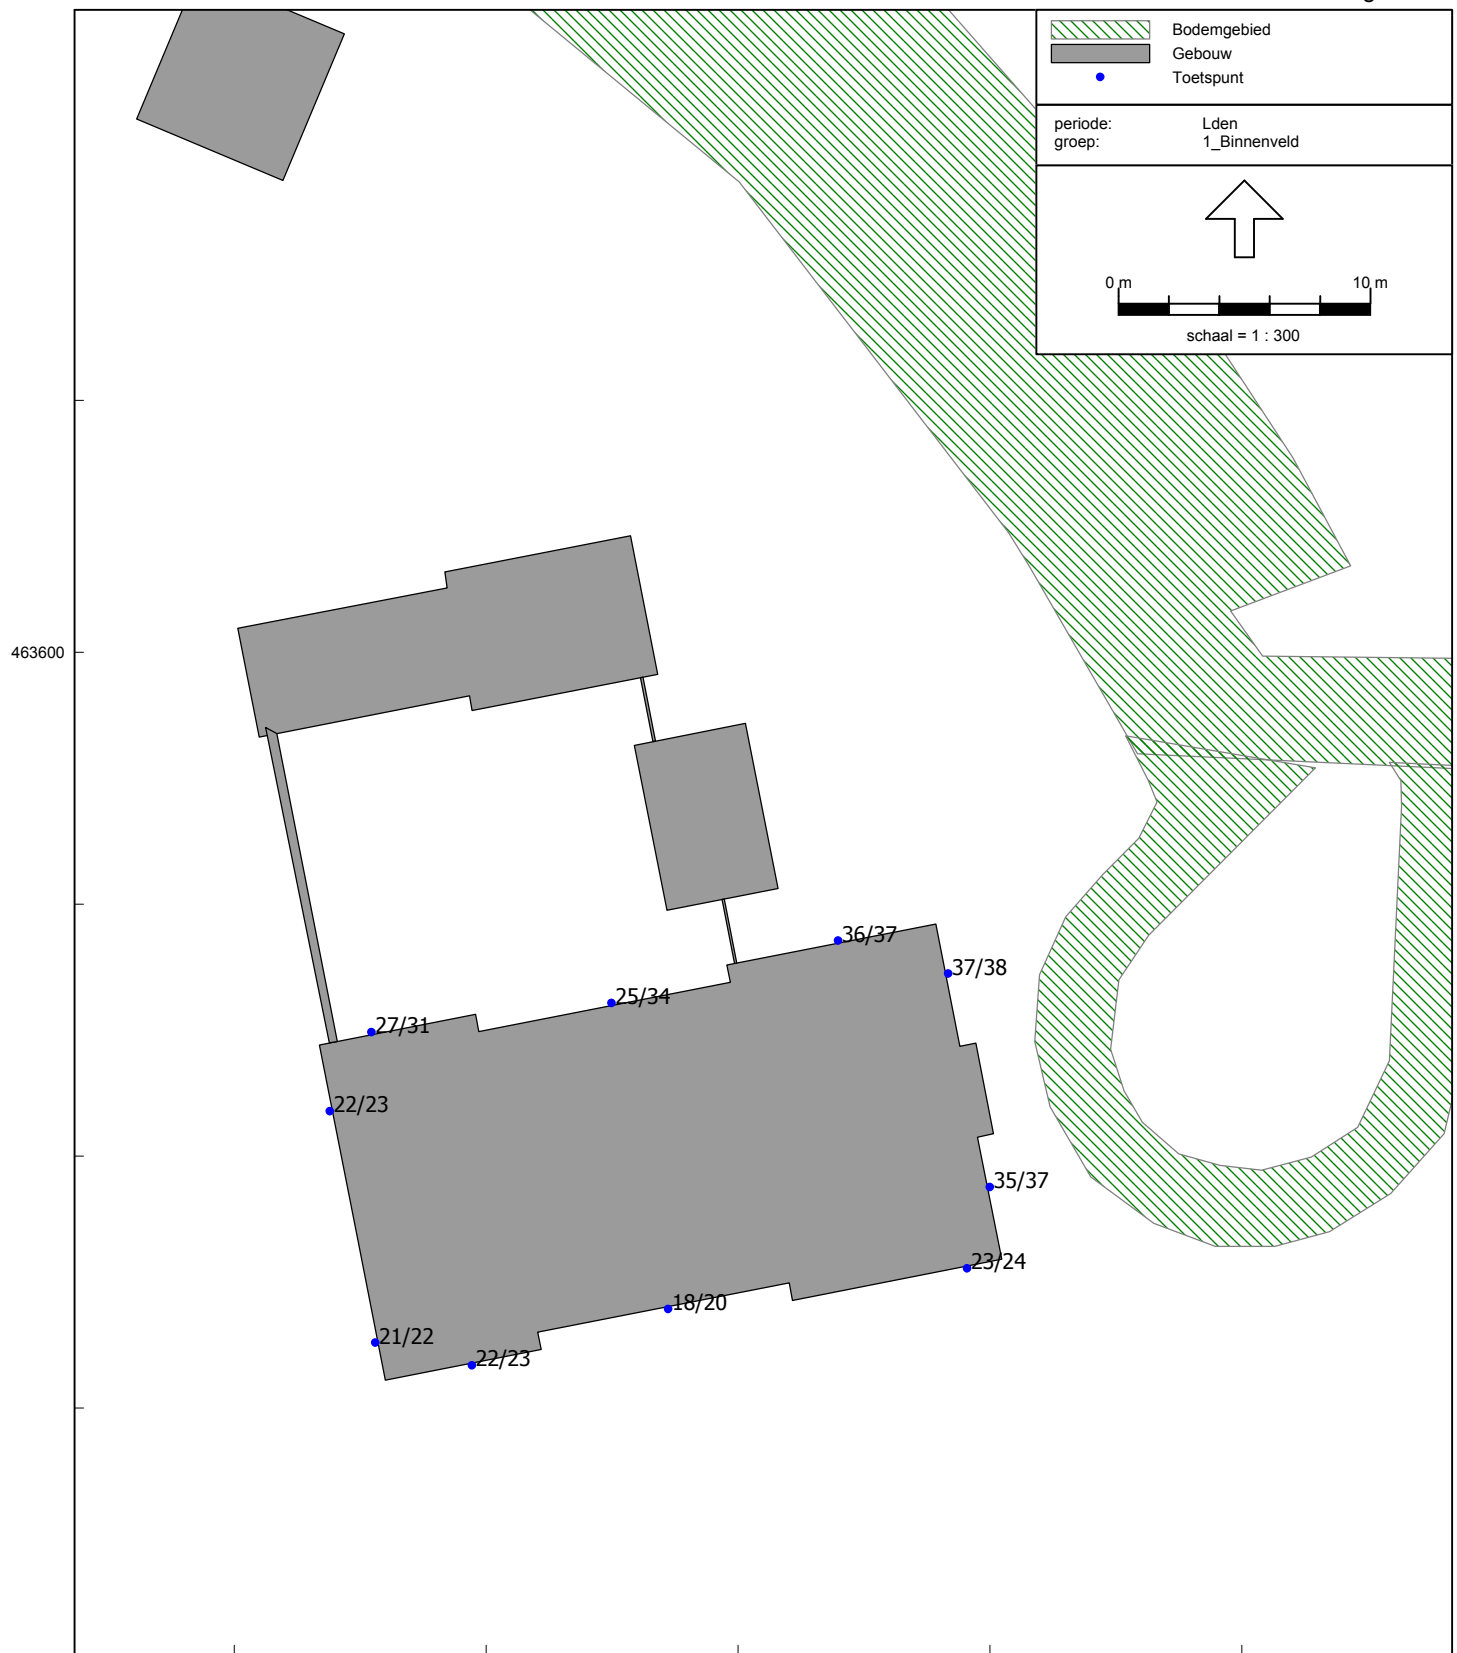 Bodemgebied
Gebouw
Toetspunt
periode: Lden
groep: 1_Binnenveld
0 m 10 m
schaal = 1 : 300
463600
36/37
37/38
25/34
27/31
22/23
35/37
23/24
18/20
21/22
22/23